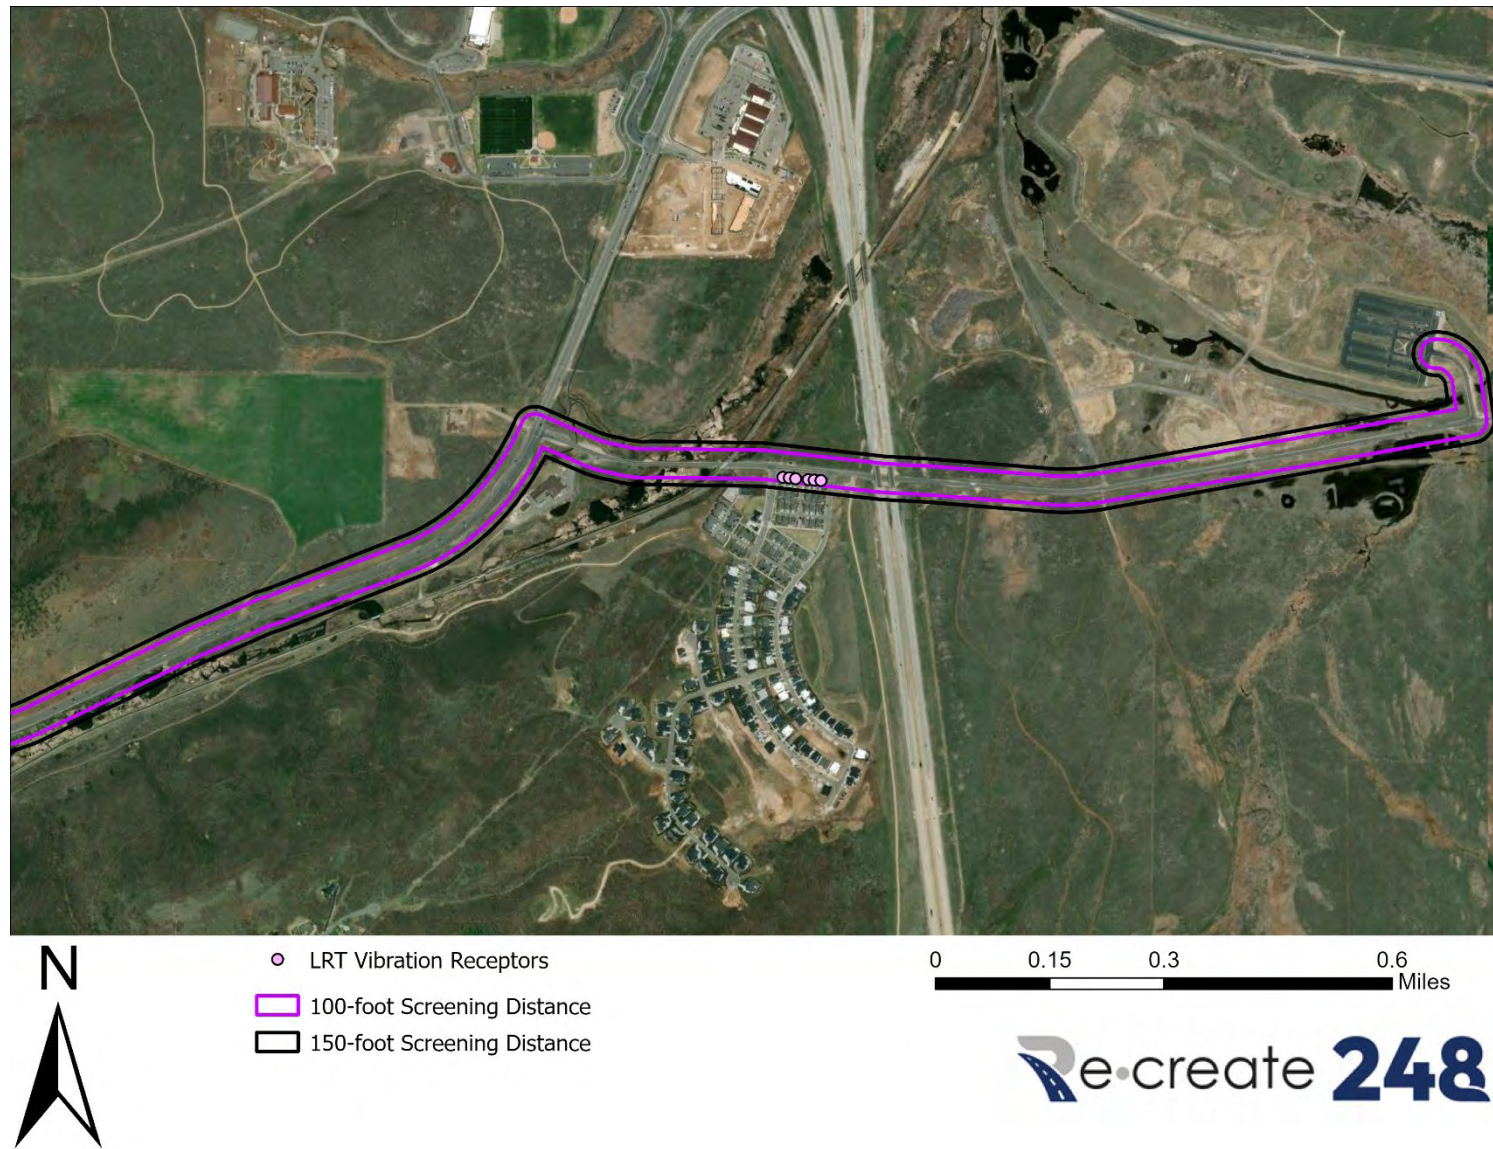 N
LRT Vibration Receptors
100-foot Screening Distance
150-foot Screening Distance
0 0.15 0.3 0.6
Miles
Re•create 248